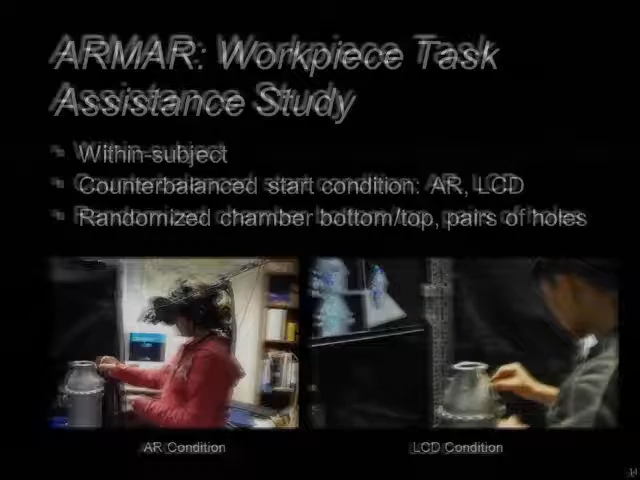 ARMAR: Workpiece Task
Assistance Study
Within-subject
Counterbalanced start condition: AR, LCD
Randomized chamber bottom/top, pairs of holes
AR Condition
LCD Condition